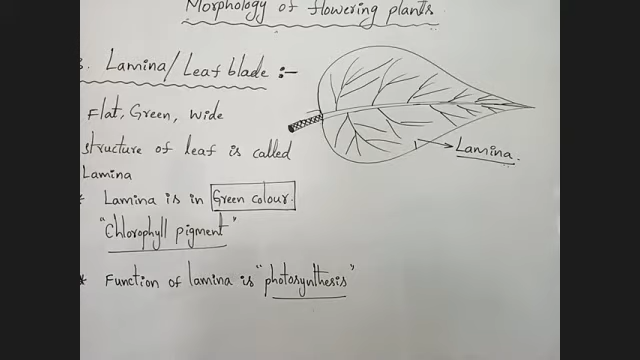 Morphology of flowering plants
3. Lamina/Leaf blade :-
Flat, Green, Wide
structure of leaf is called
Lamina
* Lamina is in Green colour.
"Chlorophyll pigment"
* Function of lamina is "photosynthesis"
Lamina.